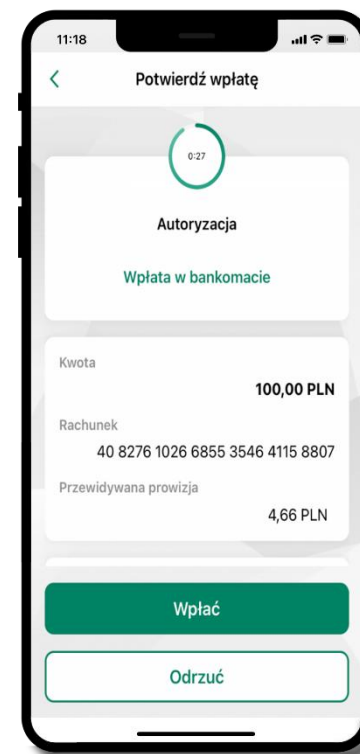 11:18
Potwierdź wpłatę
0:27
Autoryzacja
Wpłata w bankomacie
Kwota
100,00 PLN
Rachunek
40 8276 1026 6855 3546 4115 8807
Przewidywana prowizja
4,66 PLN
Wpłać
Odrzuć